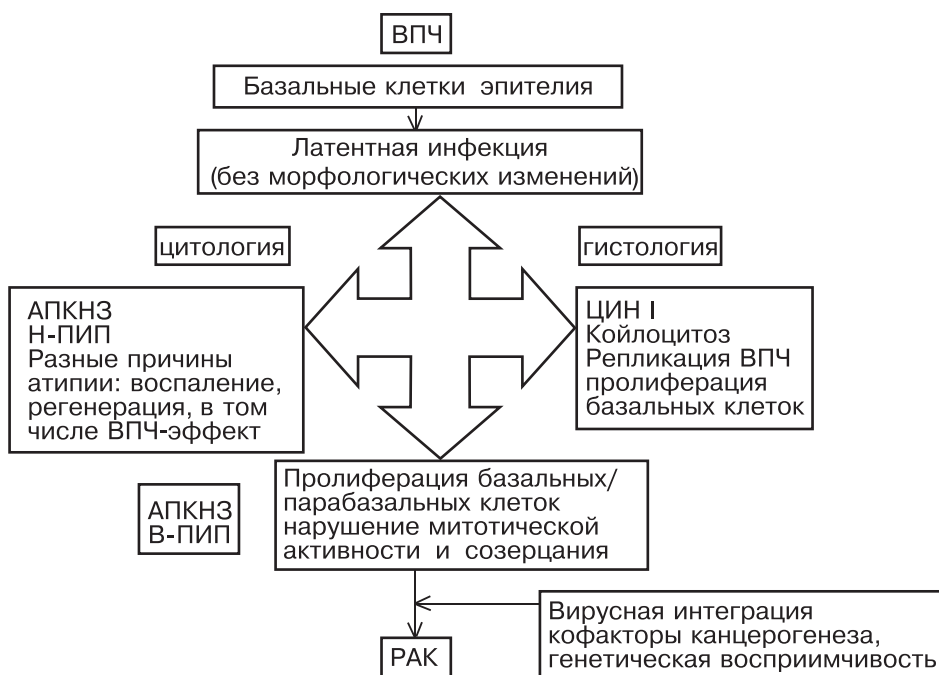 ВПЧ
Базальные клетки эпителия
Латентная инфекция
(без морфологических изменений)
цитология
гистология
АПКНЗ
Н-ПИП
Разные причины
атипии: воспаление,
регенерация, в том
числе ВПЧ-эффект
ЦИН I
Койлоцитоз
Репликация ВПЧ
пролиферация
базальных клеток
АПКНЗ
В-ПИП
Пролиферация базальных/
парабазальных клеток
нарушение митотической
активности и созерцания
Вирусная интеграция
кофакторы канцерогенеза,
генетическая восприимчивость
РАК